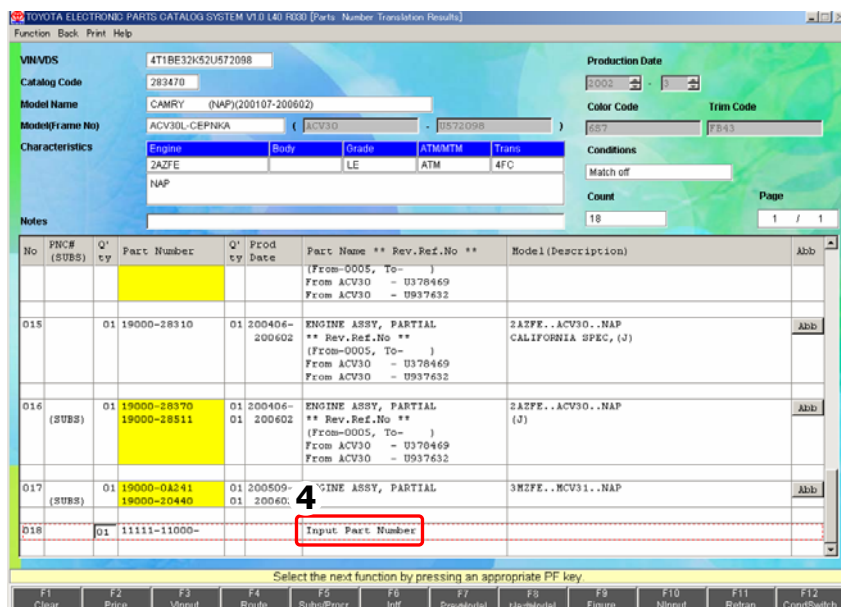 TOYOTA ELECTRONIC PARTS CATALOG SYSTEM V1.0 L40 R030 [Parts Number Translation Results]
Function Back Print Help
VIN/VDS 4T1BE32K52U572098 Production Date
Catalog Code 283470 2002 - 3
Model Name CAMRY (NAP)(200107-200602) Color Code Trim Code
Model(Frame No) ACV30L-CEPNKA ( ACV30 - U572098 ) 6S7 FB43
Characteristics Engine Body Grade ATM/MTM Trans Conditions
2AZFE LE ATM 4FC Match off
NAP
Count Page
Notes 18 1 / 1
No PNC# (SUBS) Q'ty Part Number Q'ty Prod Date Part Name ** Rev.Ref.No ** Model(Description) Abb
(From-0005, To- )
From ACV30 - U378469
From ACV30 - U937632
015 01 19000-28310 01 200406- ENGINE ASSY, PARTIAL 2AZFE..ACV30..NAP Abb
200602 ** Rev.Ref.No ** CALIFORNIA SPEC,(J)
(From-0005, To- )
From ACV30 - U378469
From ACV30 - U937632
016 01 19000-28370 01 200406- ENGINE ASSY, PARTIAL 2AZFE..ACV30..NAP Abb
(SUBS) 19000-28511 01 200602 ** Rev.Ref.No ** (J)
(From-0005, To- )
From ACV30 - U378469
From ACV30 - U937632
017 01 19000-0A241 01 200509- ENGINE ASSY, PARTIAL 3MZFE..MCV31..NAP Abb
(SUBS) 19000-20440 01 20060
4
018 01 11111-11000- Input Part Number
Select the next function by pressing an appropriate PF key.
F1 F2 F3 F4 F5 F6 F7 F8 F9 F10 F11 F12
Clear Price VInput Route Subs/Procr Intf PrevModel NextModel Figure NInput Retran CondSwitch